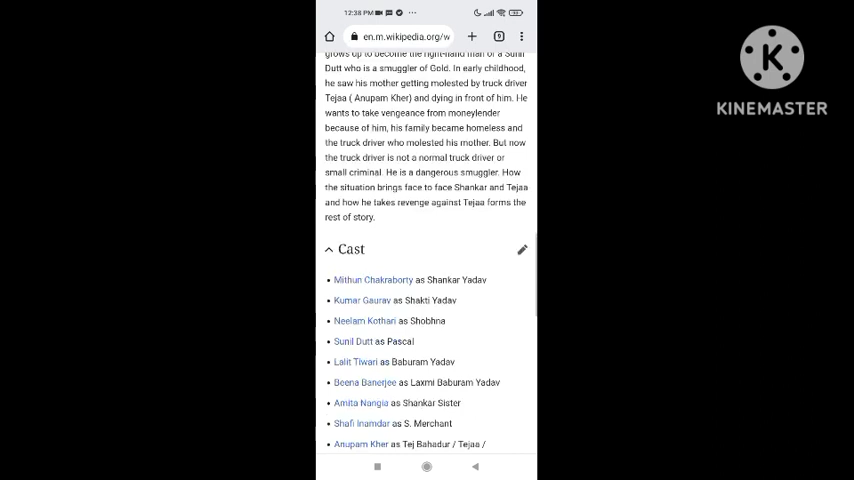 12:38 PM
KINEMASTER
en.m.wikipedia.org/w
9
grows up to become the right-hand man of a Sunil
Dutt who is a smuggler of Gold. In early childhood,
he saw his mother getting molested by truck driver
Tejaa ( Anupam Kher) and dying in front of him. He
wants to take vengeance from moneylender
because of him, his family became homeless and
the truck driver who molested his mother. But now
the truck driver is not a normal truck driver or
small criminal. He is a dangerous smuggler. How
the situation brings face to face Shankar and Tejaa
and how he takes revenge against Tejaa forms the
rest of story.
Cast
• Mithun Chakraborty as Shankar Yadav
• Kumar Gaurav as Shakti Yadav
• Neelam Kothari as Shobhna
• Sunil Dutt as Pascal
• Lalit Tiwari as Baburam Yadav
• Beena Banerjee as Laxmi Baburam Yadav
• Amita Nangia as Shankar Sister
• Shafi Inamdar as S. Merchant
• Anupam Kher as Tej Bahadur / Tejaa /